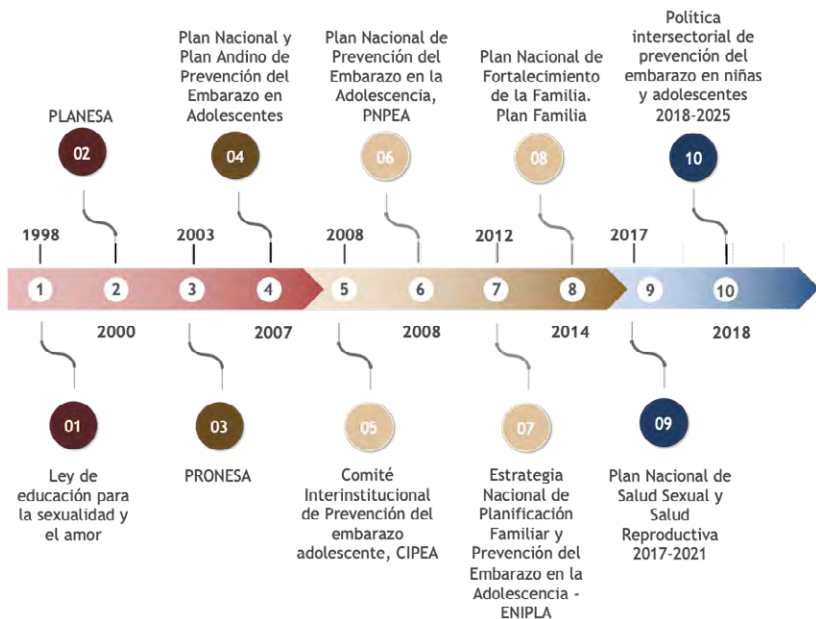 Política
intersectorial de
prevención del
embarazo en niñas
y adolescentes
2018-2025
Plan Nacional y
Plan Andino de
Prevención del
Embarazo en
Adolescentes
Plan Nacional de
Prevención del
Embarazo en la
Adolescencia,
PNPEA
Plan Nacional de
Fortalecimiento
de la Familia.
Plan Familia
PLANESA
02
04
06
08
10
1998
2003
2008
2012
2017
1
2
3
4
5
6
7
8
9
10
2000
2007
2008
2014
2018
01
03
05
07
09
Ley de
educación para
la sexualidad y
el amor
PRONESA
Comité
Interinstitucional
de Prevención del
embarazo
adolescente, CIPEA
Estrategia
Nacional de
Planificación
Familiar y
Prevención del
Embarazo en la
Adolescencia -
ENIPLA
Plan Nacional de
Salud Sexual y
Salud
Reproductiva
2017-2021